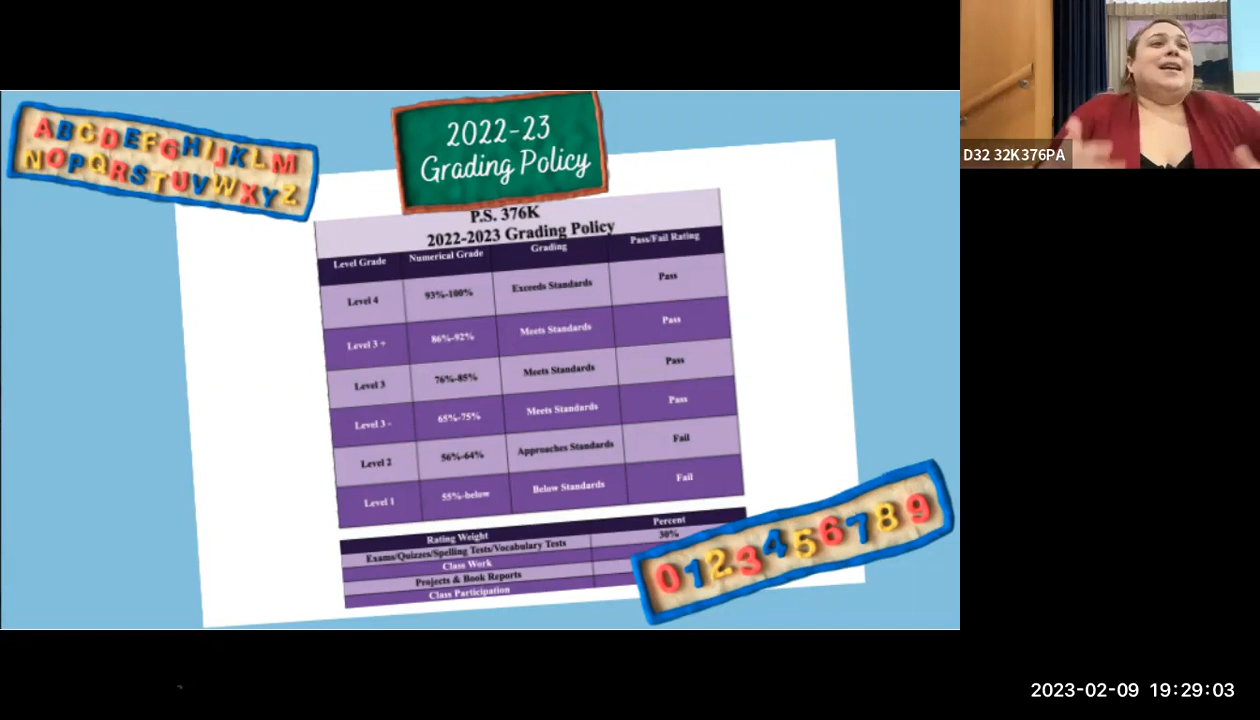 ABCDEFGHIJKLM
NOPQRSTUVWXYZ
2022-23
Grading Policy
P.S. 376K
2022-2023 Grading Policy
Level Grade Numerical Grade Grading Pass/Fail Rating
Level 4 93%-100% Exceeds Standards Pass
Level 3 + 86%-92% Meets Standards Pass
Level 3 76%-85% Meets Standards Pass
Level 3 - 65%-75% Meets Standards Pass
Level 2 56%-64% Approaches Standards Fail
Level 1 55%-below Below Standards Fail
Rating Weight Percent
Exams/Quizzes/Spelling Tests/Vocabulary Tests 30%
Class Work
Projects & Book Reports
Class Participation
0123456789
D32 32K376PA
2023-02-09 19:29:03